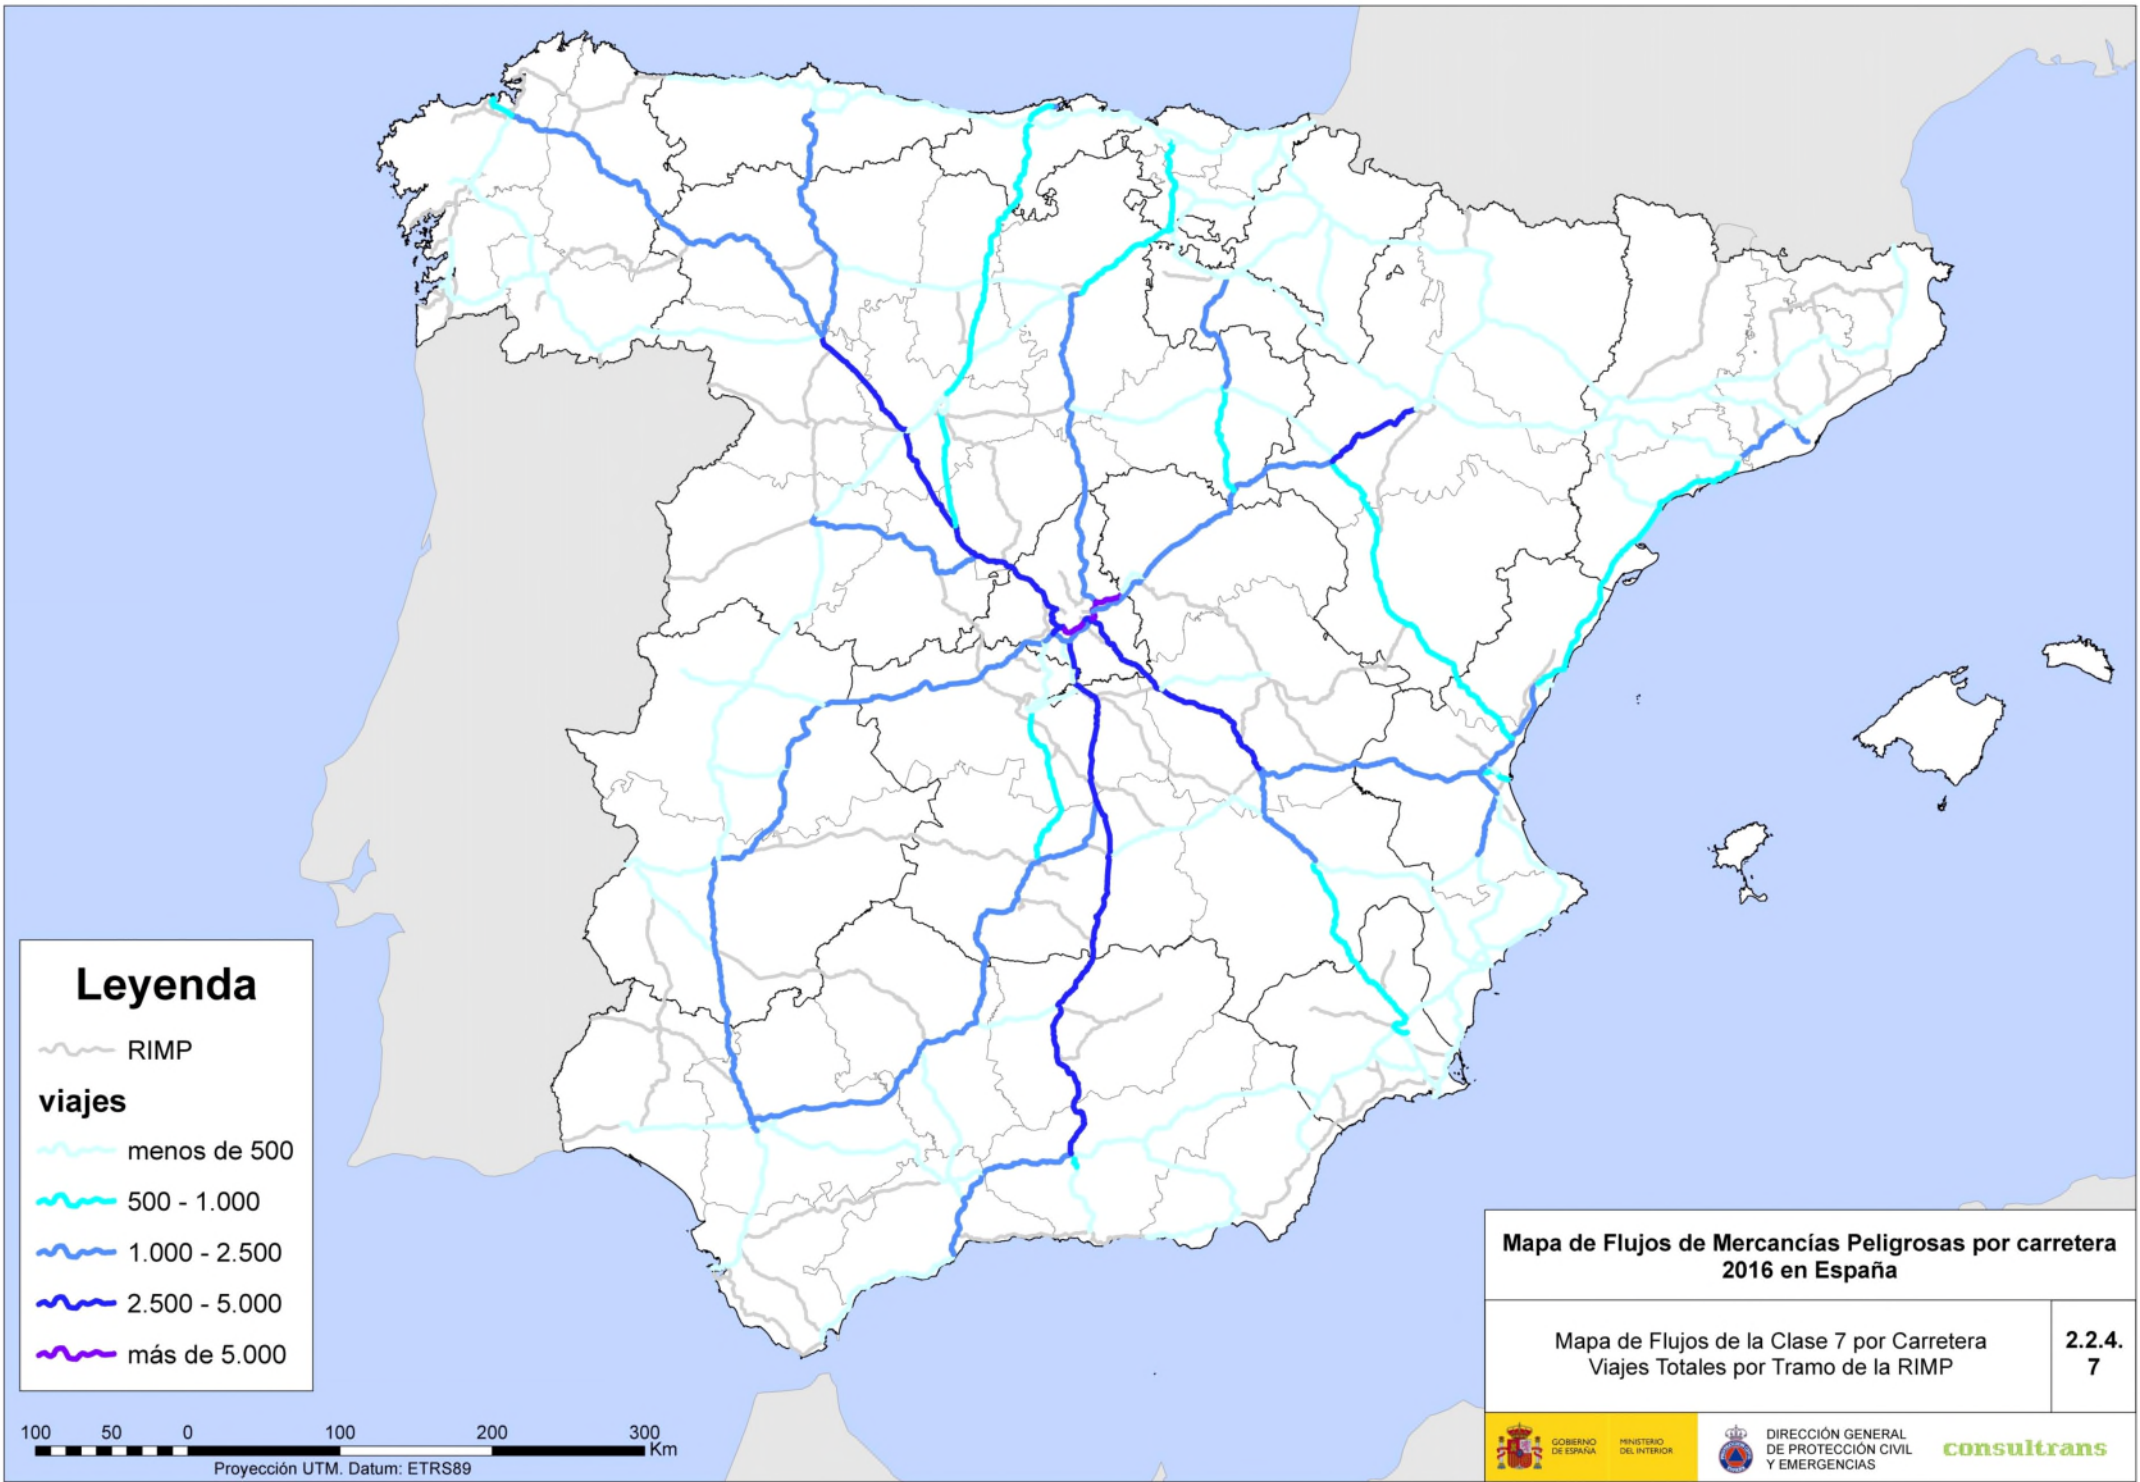 Leyenda
RIMP
viajes
menos de 500
500 - 1.000
1.000 - 2.500
2.500 - 5.000
más de 5.000
100 50 0 100 200 300
Km
Proyección UTM. Datum: ETRS89
Mapa de Flujos de Mercancías Peligrosas por carretera
2016 en España
Mapa de Flujos de la Clase 7 por Carretera
Viajes Totales por Tramo de la RIMP
2.2.4.
7
GOBIERNO
DE ESPAÑA
MINISTERIO
DEL INTERIOR
DIRECCIÓN GENERAL
DE PROTECCIÓN CIVIL
Y EMERGENCIAS
consultrans